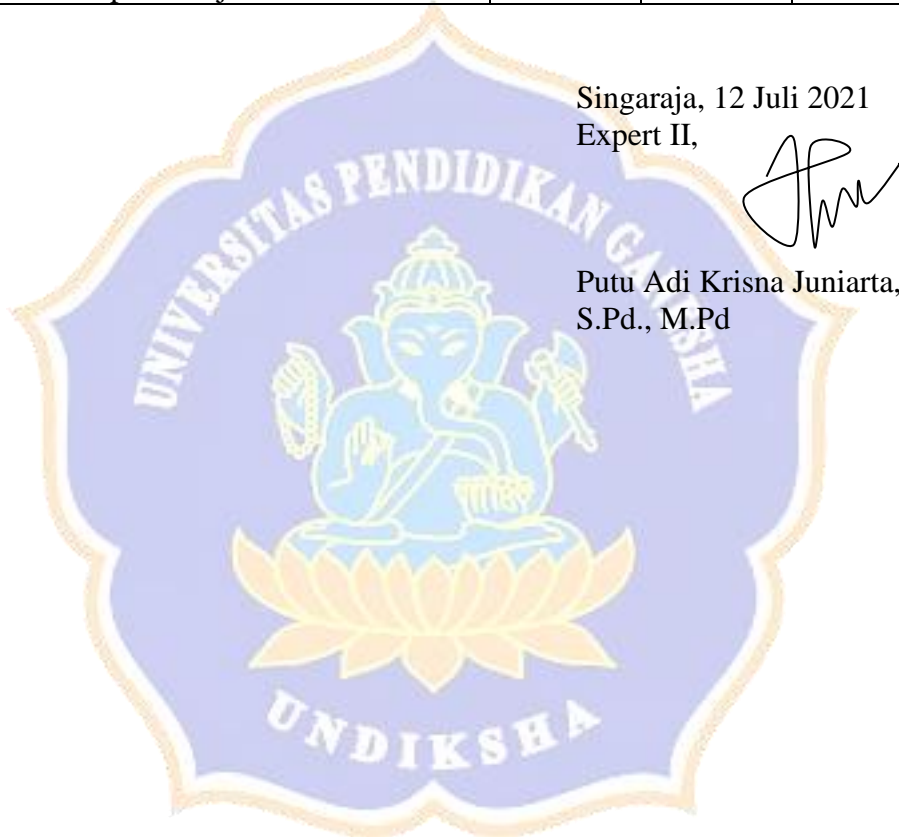 Singaraja, 12 Juli 2021
Expert II,
Putu Adi Krisna Juniarta,
S.Pd., M.Pd
UNIVERSITAS PENDIDIKAN GANESHA
UNDIKSHA